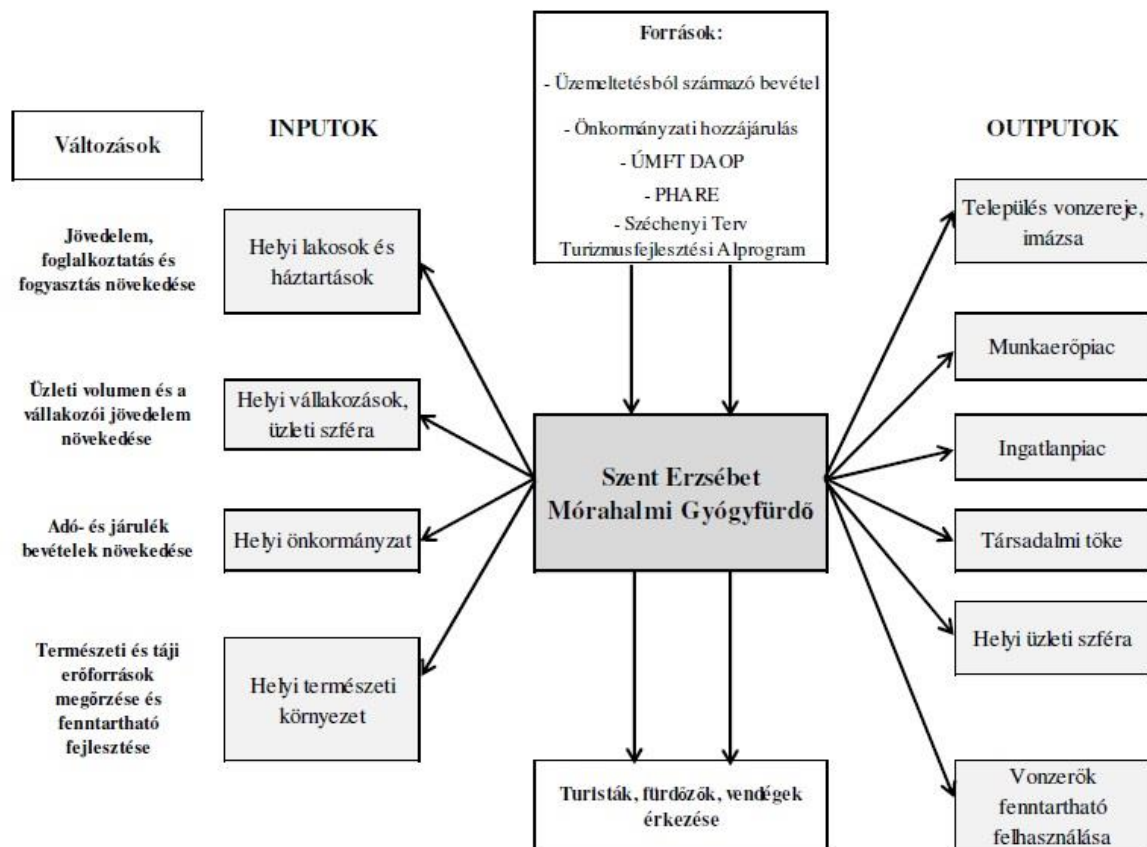 Források:
- Üzemeltetésból származó bevétel
- Önkormányzati hozzájárulás
- ÚMFT DAOP
- PHARE
- Széchenyi Terv
Turizmusfejlesztési Alprogram
Változások
INPUTOK
OUTPUTOK
Jövedelem,
foglalkoztatás és
fogyasztás növekedése
Helyi lakosok és
háztartások
Üzleti volumen és a
vállakozói jövedelem
növekedése
Helyi vállakozások,
üzleti szféra
Adó- és járulék
bevételek növekedése
Helyi önkormányzat
Természeti és táji
erőforrások
megőrzése és
fenntartható
fejlesztése
Helyi természeti
környezet
Szent Erzsébet
Mórahalmi Gyógyfürdő
Turisták, fürdőzők, vendégek
érkezése
Település vonzereje,
imázsa
Munkaerőpiac
Ingatlanpiac
Társadalmi tőke
Helyi üzleti szféra
Vonzerők
fenntartható
felhasználása